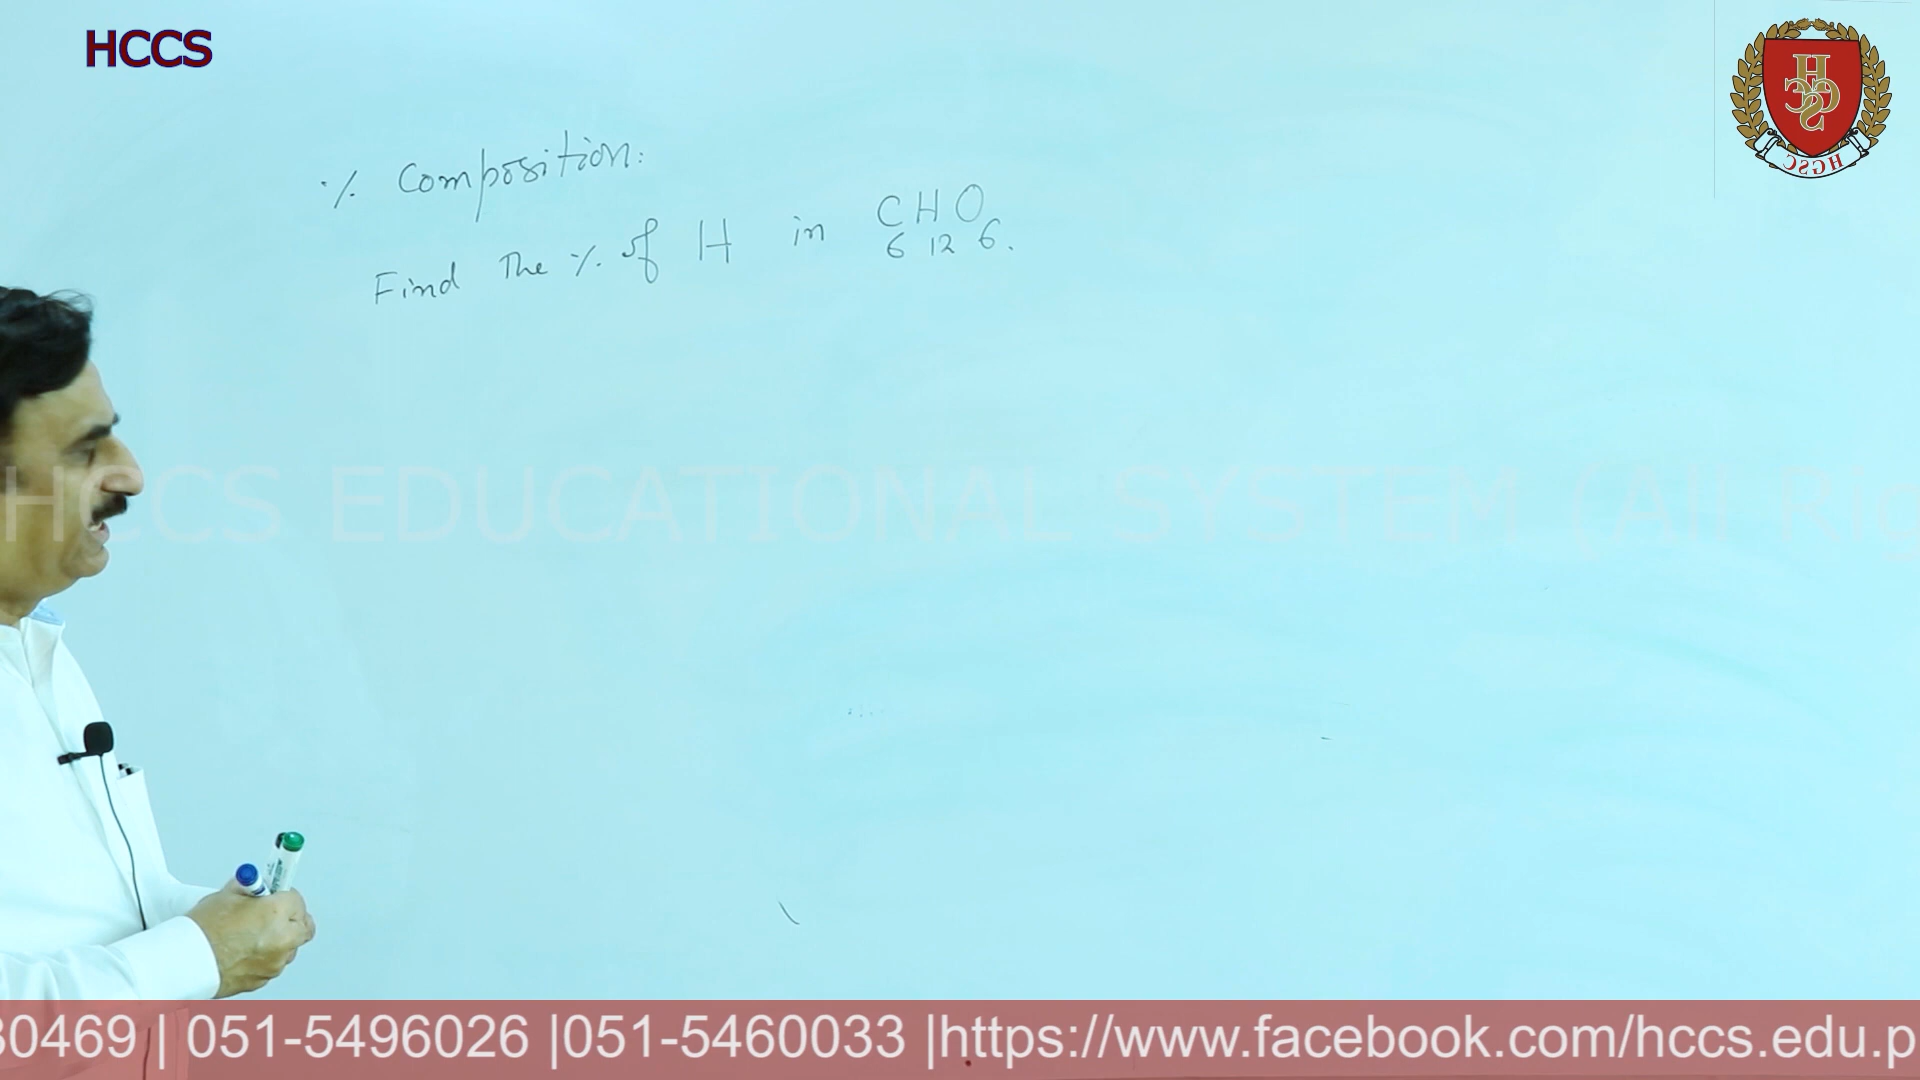 HCCS
HGSC
% Composition:
Find The % of H in C6H12O6.
HCCS EDUCATIONAL SYSTEM (All Rig
30469 | 051-5496026 |051-5460033 |https://www.facebook.com/hccs.edu.p